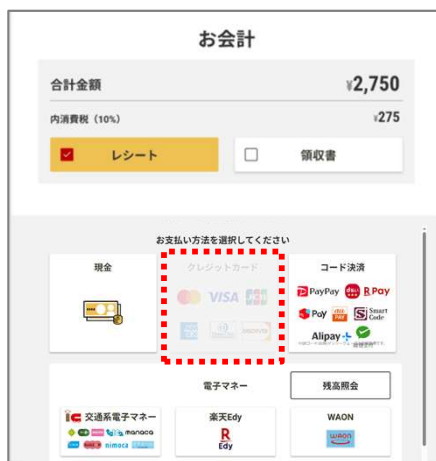 お会計
合計金額 ¥2,750
内消費税（10%） ¥275
レシート 領収書
お支払い方法を選択してください
現金 クレジットカード コード決済
VISA JCB
PayPay R Pay
Pay Smart Code
Alipay+
電子マネー 残高照会
交通系電子マネー 楽天Edy WAON
manaca R
nimoca Edy WAON